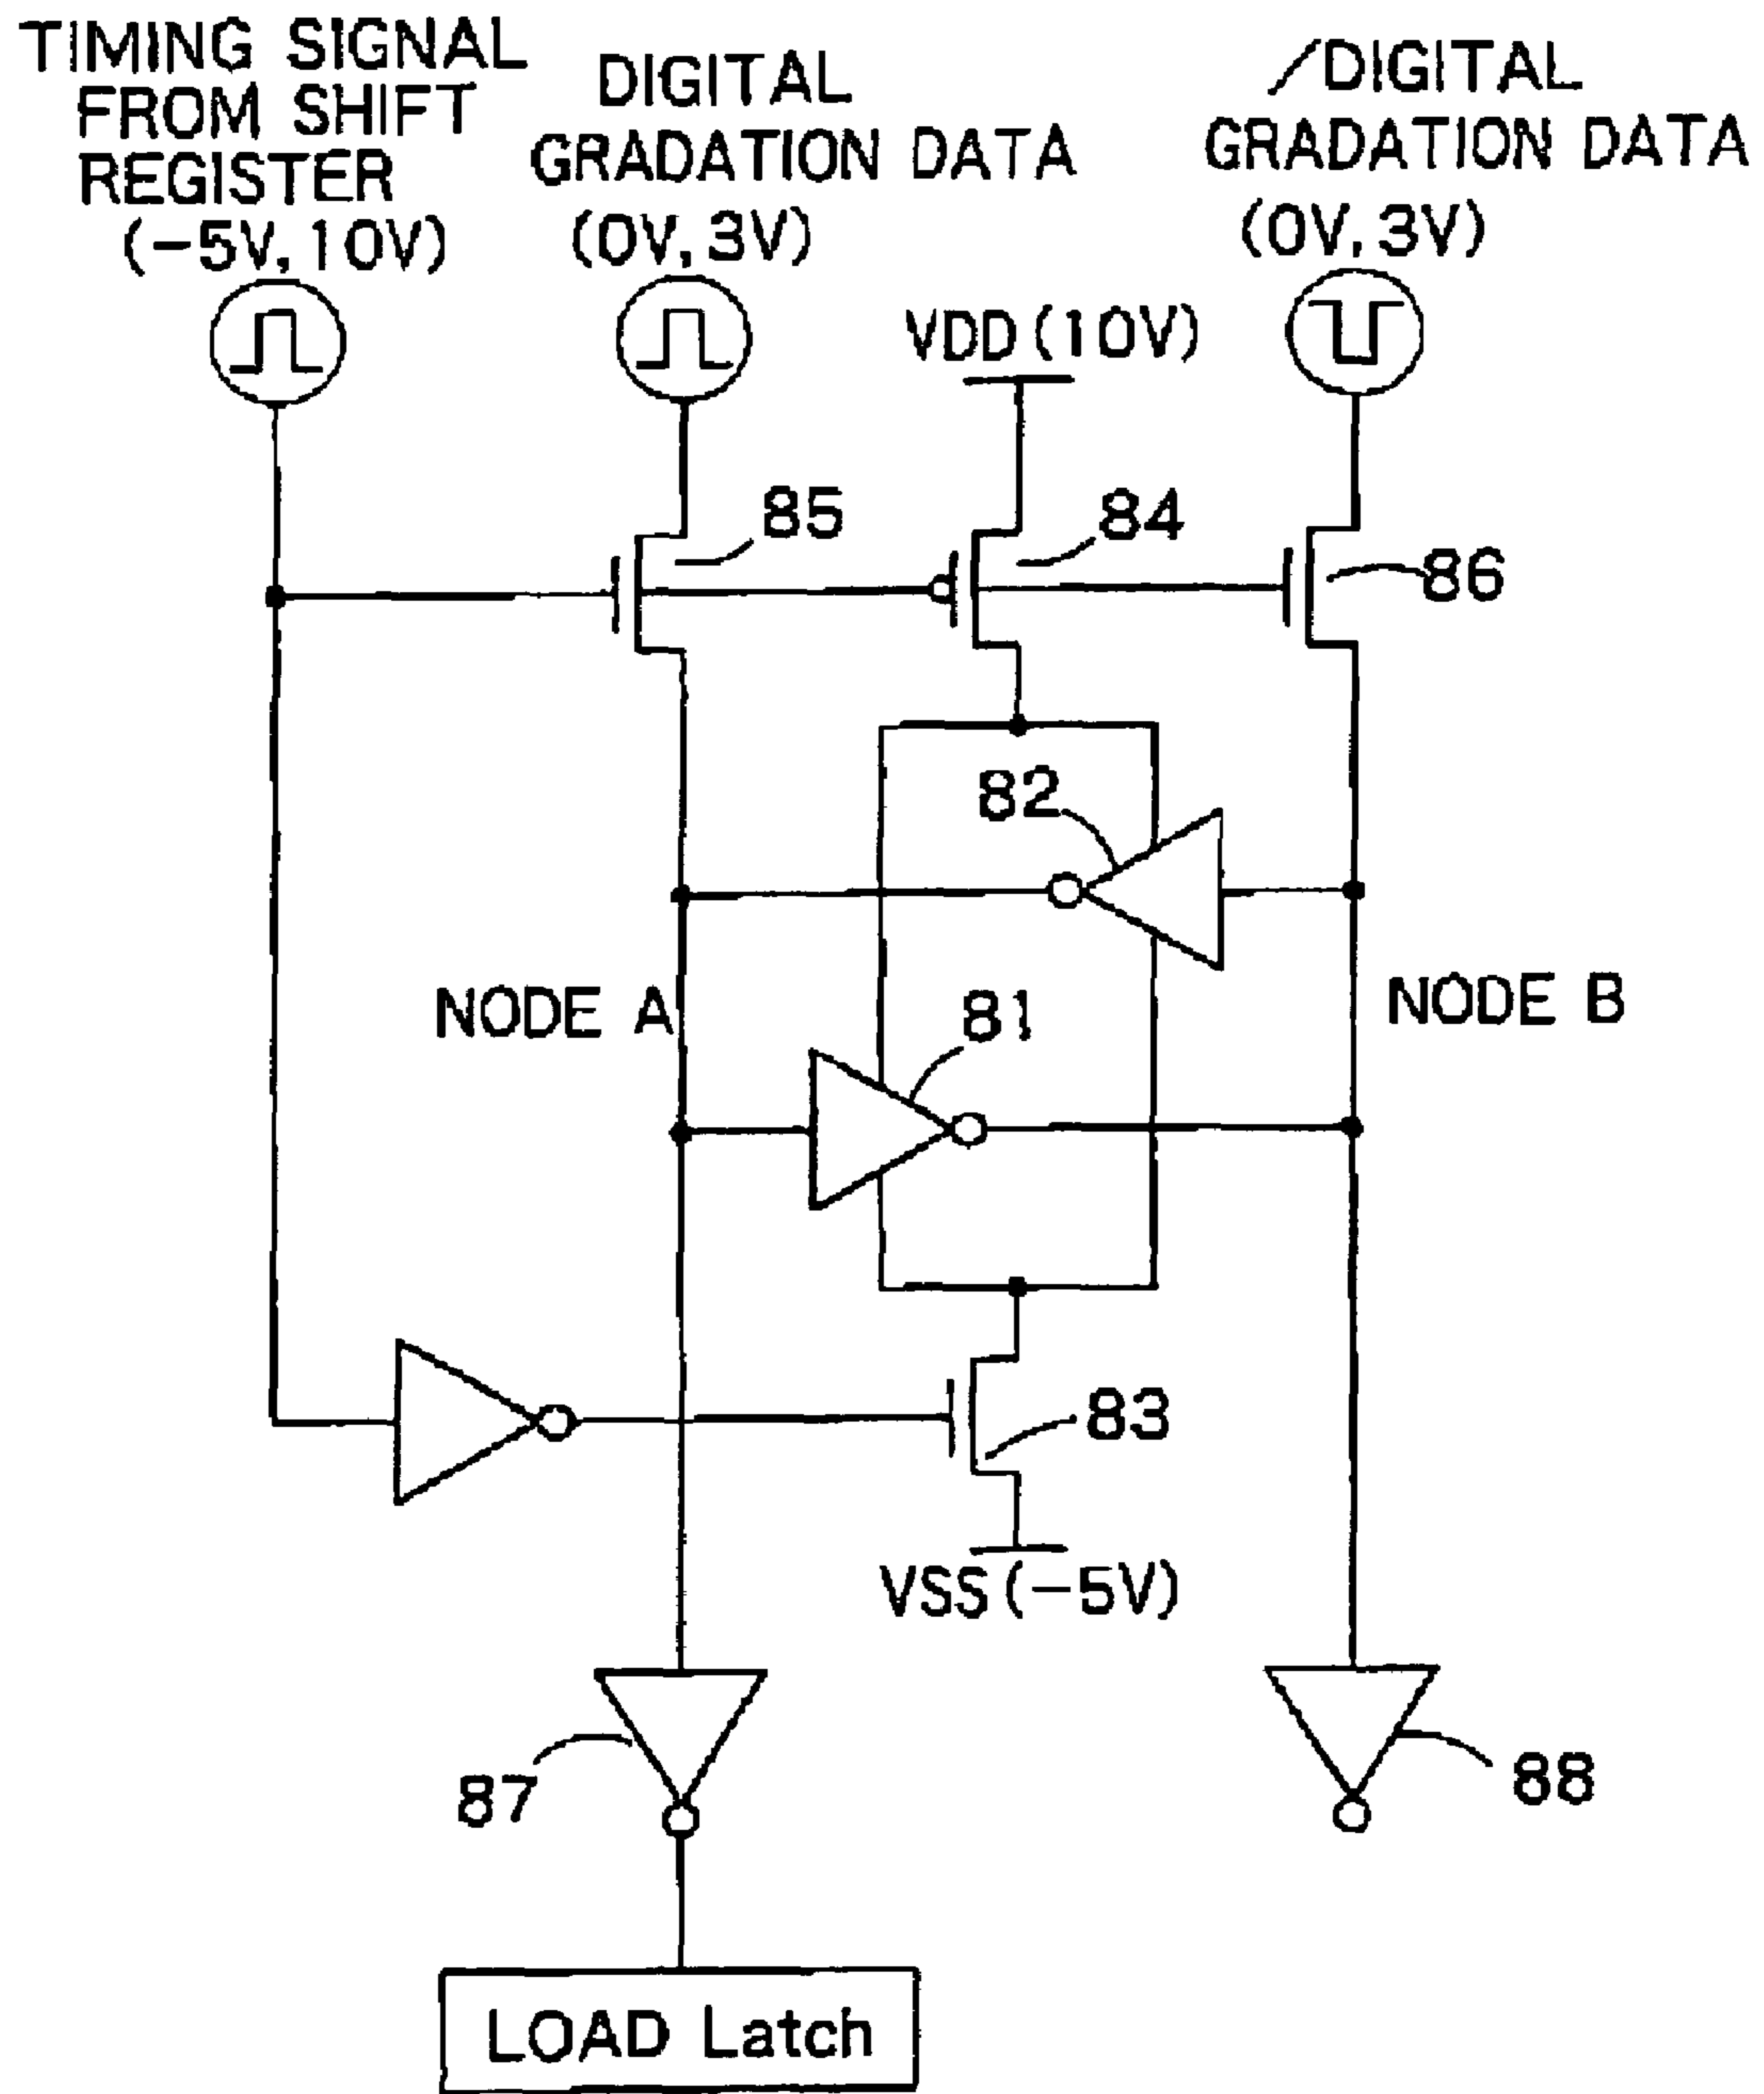 TIMING SIGNAL
FROM SHIFT
REGISTER
(-5V, 10V)
DIGITAL
GRADATION DATA
(0V, 3V)
/DIGITAL
GRADATION DATA
(0V, 3V)
VDD (10V)
85
84
86
82
NODE A
81
NODE B
83
VSS (-5V)
87
88
LOAD Latch